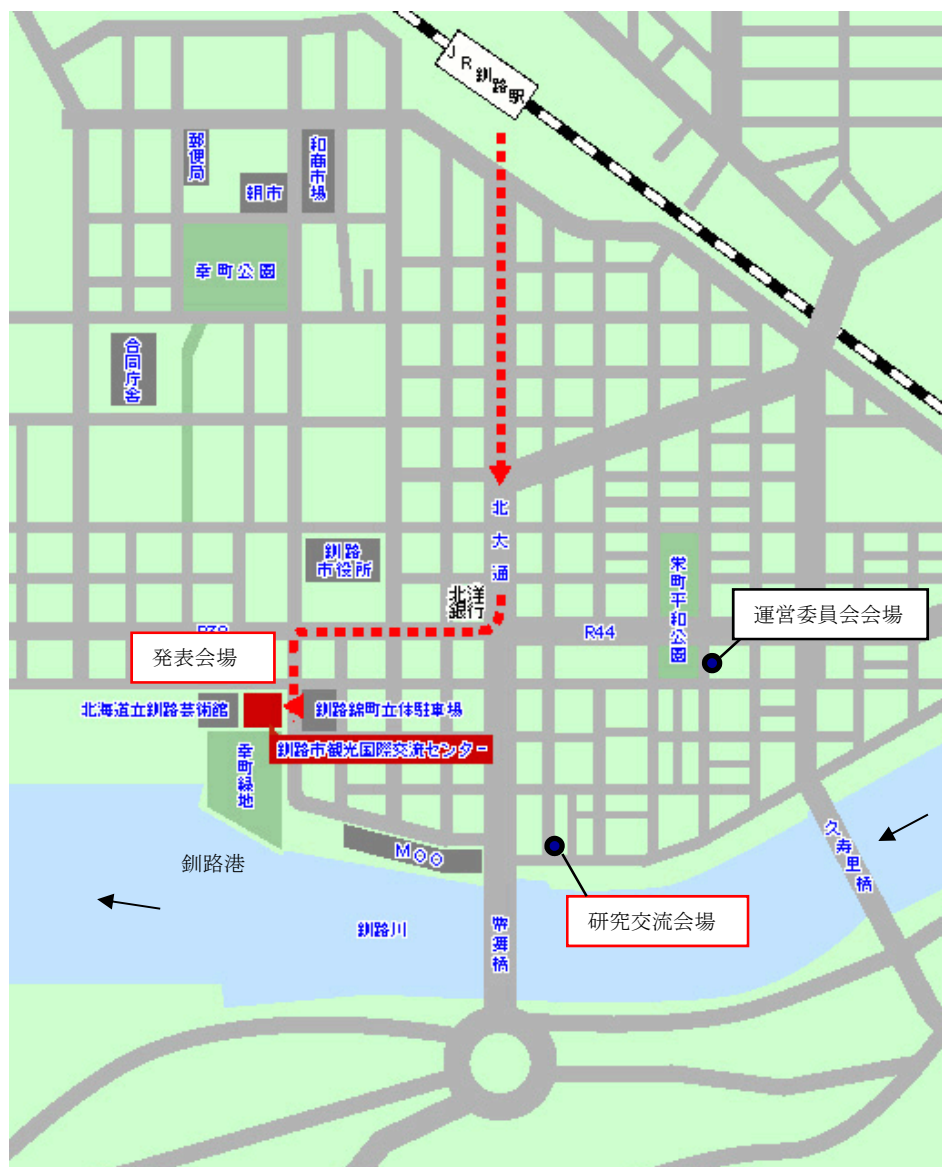 JR釧路駅
郵便局
和商市場
朝市
幸町公園
合同庁舎
北大通
釧路
市役所
北洋
銀行
栄町平和公園
運営委員会会場
R38
R44
発表会場
北海道立釧路芸術館
釧路錦町立体駐車場
釧路市観光国際交流センター
幸町緑地
MOO
久寿里橋
釧路港
研究交流会場
釧路川
幣舞橋